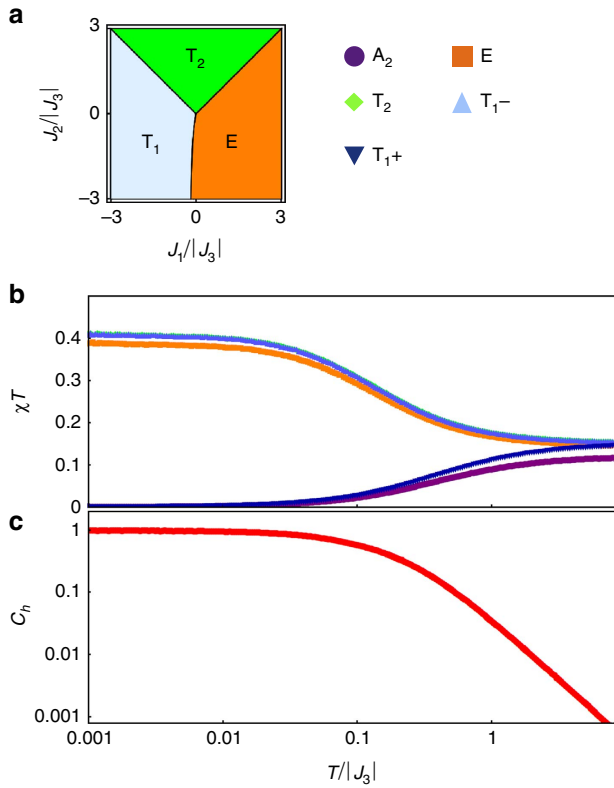 a
3
T₂
A₂
E
J₂/|J₃|
0
T₂
T₁−
T₁
E
T₁+
−3
−3
0
3
J₁/|J₃|
b
0.4
0.3
χT
0.2
0.1
0
c
1
0.1
C_h
0.01
0.001
0.001
0.01
0.1
1
T/|J₃|